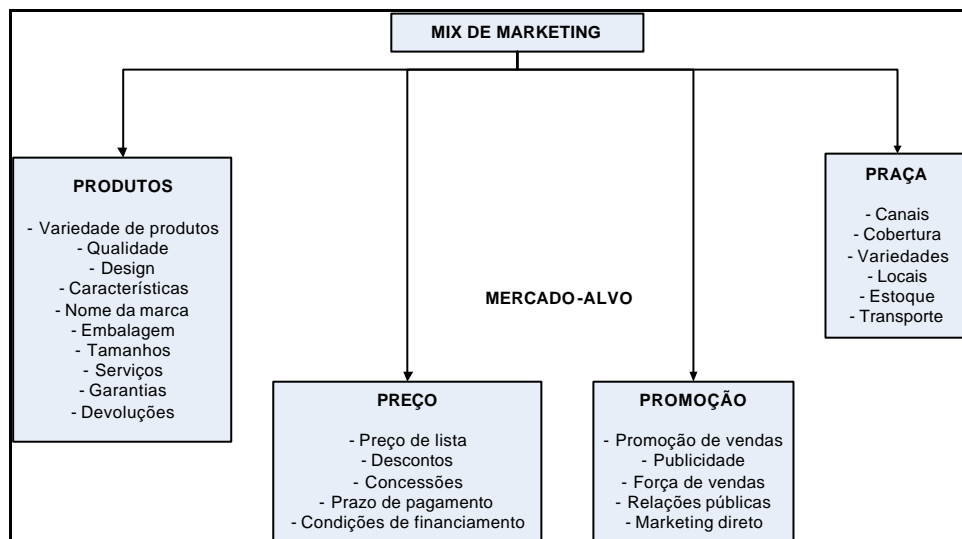 MIX DE MARKETING
PRODUTOS
- Variedade de produtos
- Qualidade
- Design
- Características
- Nome da marca
- Embalagem
- Tamanhos
- Serviços
- Garantias
- Devoluções
PRAÇA
- Canais
- Cobertura
- Variedades
- Locais
- Estoque
- Transporte
MERCADO-ALVO
PREÇO
- Preço de lista
- Descontos
- Concessões
- Prazo de pagamento
- Condições de financiamento
PROMOÇÃO
- Promoção de vendas
- Publicidade
- Força de vendas
- Relações públicas
- Marketing direto